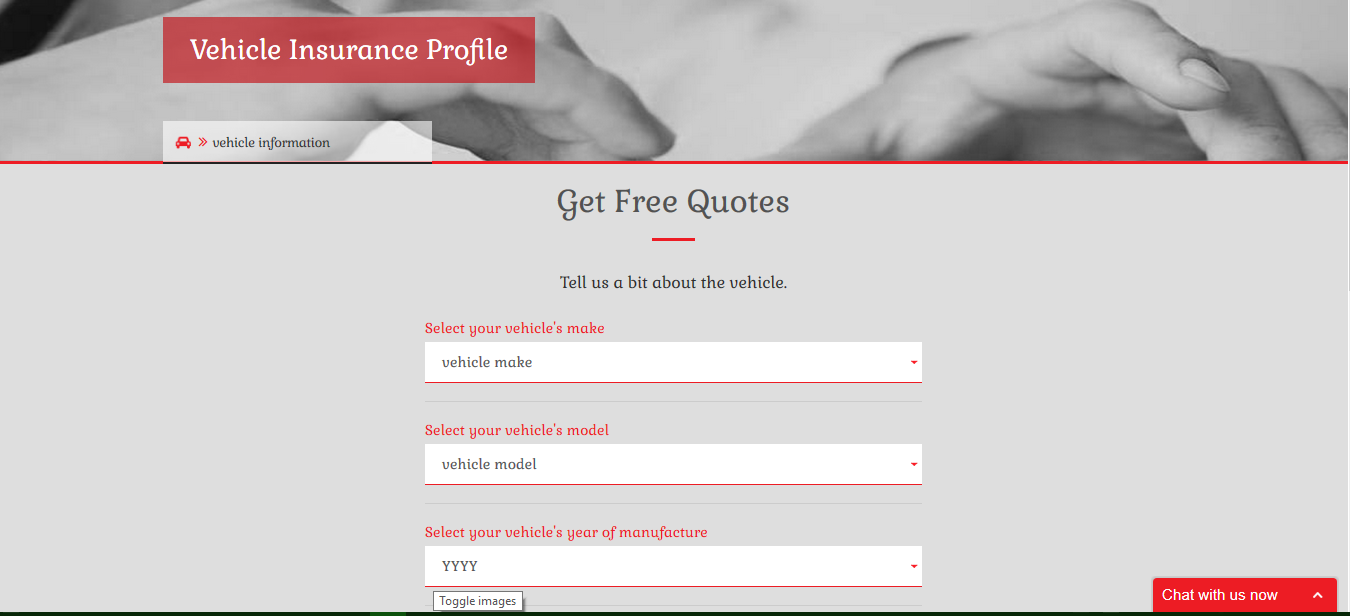 Vehicle Insurance Profile
vehicle information
Get Free Quotes
Tell us a bit about the vehicle.
Select your vehicle's make
vehicle make
Select your vehicle's model
vehicle model
Select your vehicle's year of manufacture
YYYY
Toggle images
Chat with us now